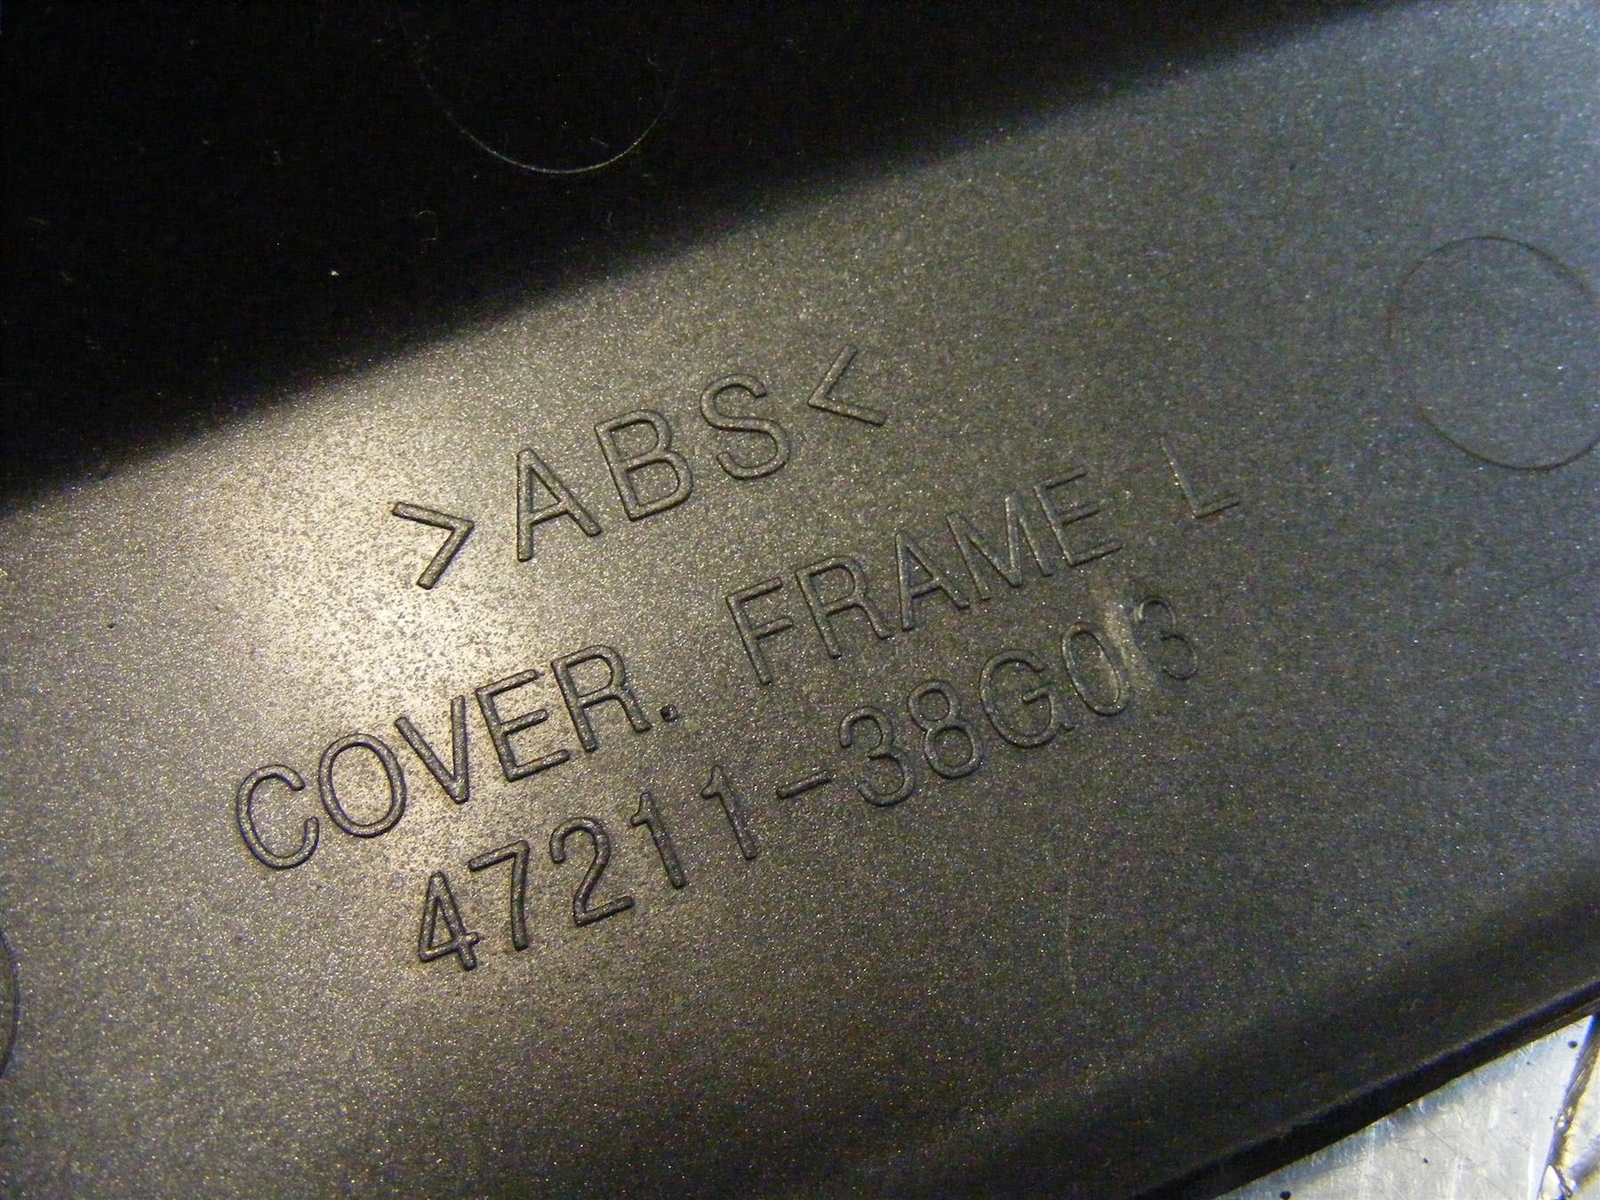 >ABS<
COVER. FRAME L
47211-38G03